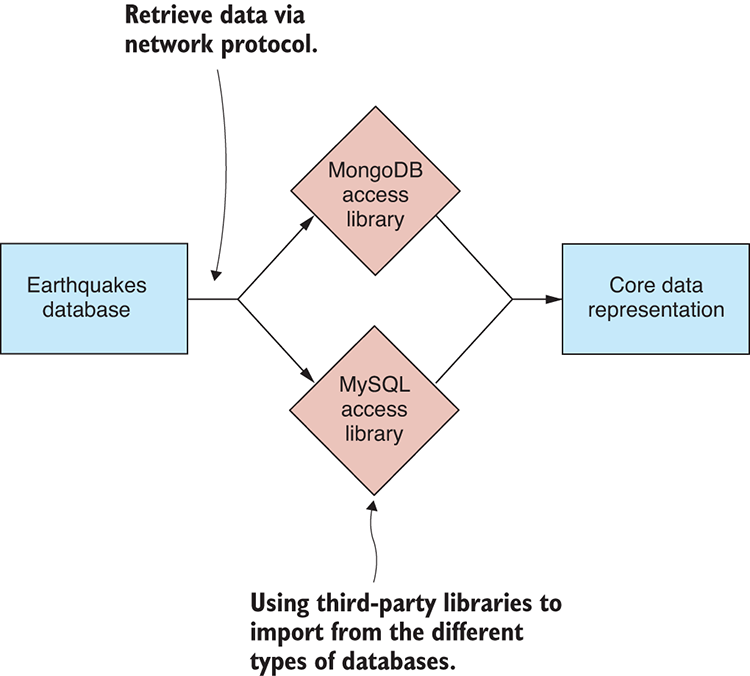 Retrieve data via
network protocol.
MongoDB
access
library
Earthquakes
database
Core data
representation
MySQL
access
library
Using third-party libraries to
import from the different
types of databases.